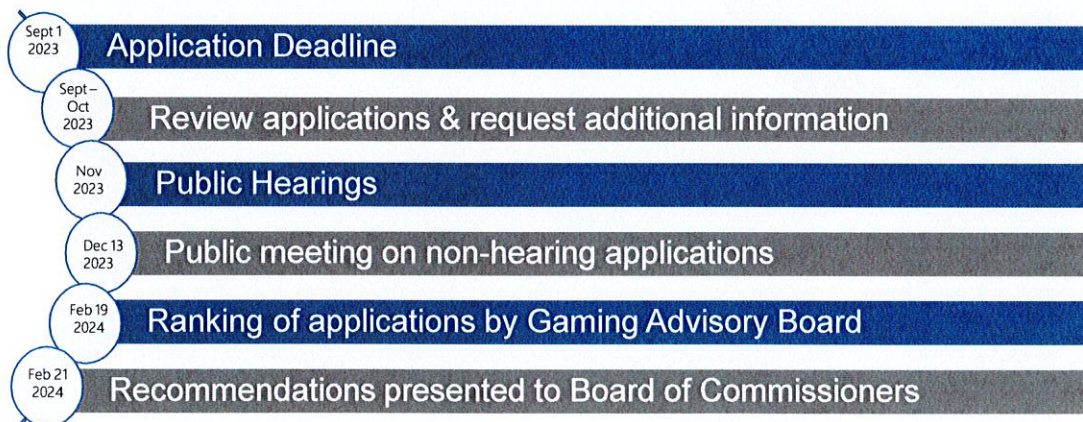 Sept 1
2023
Application Deadline
Sept –
Oct
2023
Review applications & request additional information
Nov
2023
Public Hearings
Dec 13
2023
Public meeting on non-hearing applications
Feb 19
2024
Ranking of applications by Gaming Advisory Board
Feb 21
2024
Recommendations presented to Board of Commissioners